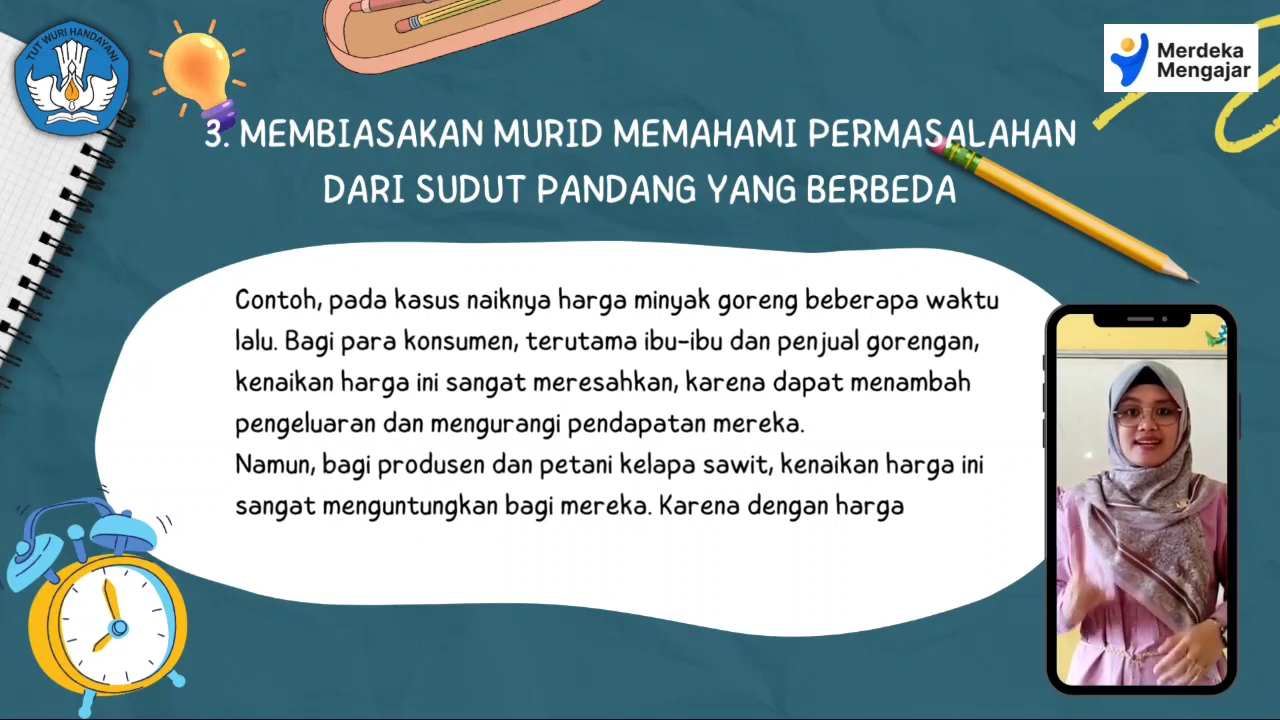 TUT WURI HANDAYANI
Merdeka
Mengajar
3. MEMBIASAKAN MURID MEMAHAMI PERMASALAHAN
DARI SUDUT PANDANG YANG BERBEDA
Contoh, pada kasus naiknya harga minyak goreng beberapa waktu
lalu. Bagi para konsumen, terutama ibu-ibu dan penjual gorengan,
kenaikan harga ini sangat meresahkan, karena dapat menambah
pengeluaran dan mengurangi pendapatan mereka.
Namun, bagi produsen dan petani kelapa sawit, kenaikan harga ini
sangat menguntungkan bagi mereka. Karena dengan harga